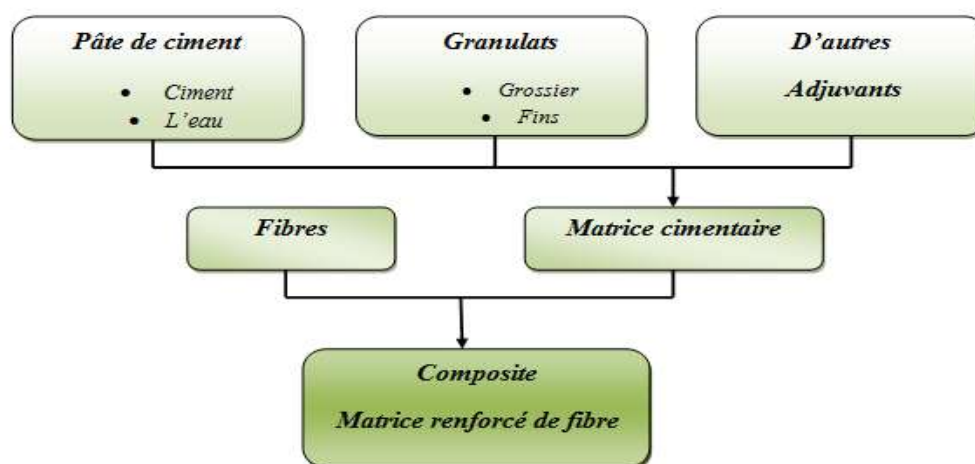 Pâte de ciment
• Ciment
• L'eau
Granulats
• Grossier
• Fins
D'autres
Adjuvants
Fibres
Matrice cimentaire
Composite
Matrice renforcé de fibre